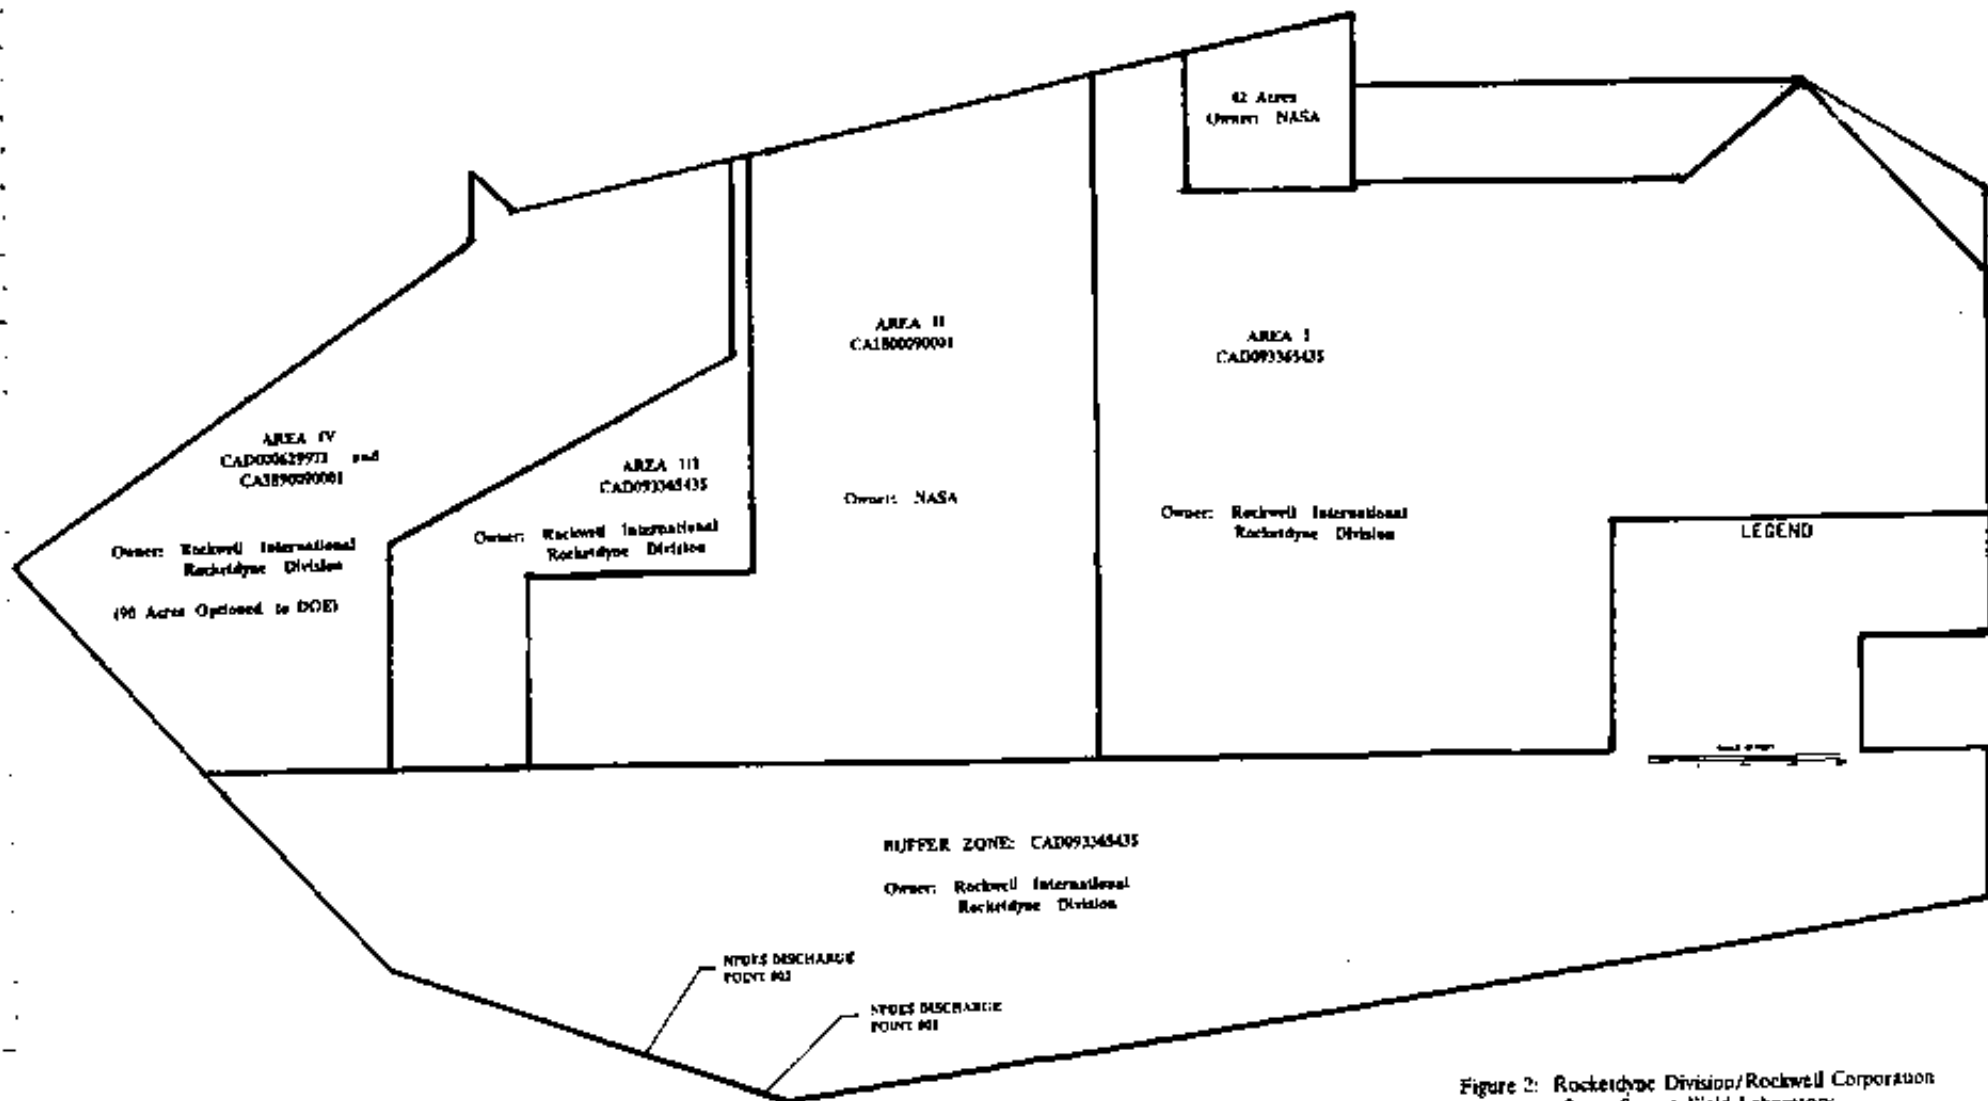 42 Acres
Owner: NASA
AREA II
CA1800090001
AREA I
CAD093365435
AREA IV
and
CA3890090001
AREA III
CAD093365435
Owner: NASA
Owner: Rockwell International
Rocketdyne Division
Owner: Rockwell International
Rocketdyne Division
LEGEND
Owner: Rockwell International
Rocketdyne Division
(90 Acres Optioned to DOE)
BUFFER ZONE: CAD093365435
Owner: Rockwell International
Rocketdyne Division
NPDES DISCHARGE
POINT 002
NPDES DISCHARGE
POINT 001
Figure 2: Rocketdyne Division/Rockwell Corporation